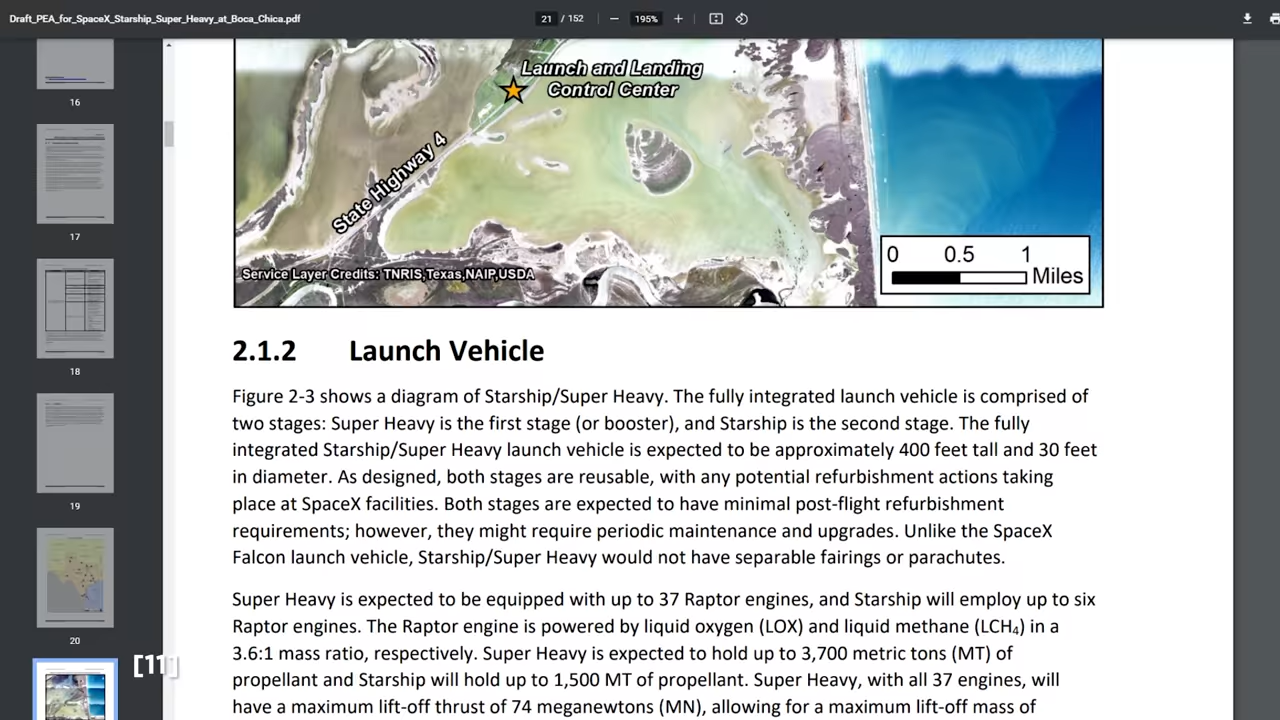 Draft_PEA_for_SpaceX_Starship_Super_Heavy_at_Boca_Chica.pdf
21 / 152
195%
16
17
18
19
20
[11]
Launch and Landing
Control Center
State Highway 4
Service Layer Credits: TNRIS,Texas,NAIP,USDA
0 0.5 1
Miles
2.1.2 Launch Vehicle
Figure 2-3 shows a diagram of Starship/Super Heavy. The fully integrated launch vehicle is comprised of
two stages: Super Heavy is the first stage (or booster), and Starship is the second stage. The fully
integrated Starship/Super Heavy launch vehicle is expected to be approximately 400 feet tall and 30 feet
in diameter. As designed, both stages are reusable, with any potential refurbishment actions taking
place at SpaceX facilities. Both stages are expected to have minimal post-flight refurbishment
requirements; however, they might require periodic maintenance and upgrades. Unlike the SpaceX
Falcon launch vehicle, Starship/Super Heavy would not have separable fairings or parachutes.
Super Heavy is expected to be equipped with up to 37 Raptor engines, and Starship will employ up to six
Raptor engines. The Raptor engine is powered by liquid oxygen (LOX) and liquid methane (LCH₄) in a
3.6:1 mass ratio, respectively. Super Heavy is expected to hold up to 3,700 metric tons (MT) of
propellant and Starship will hold up to 1,500 MT of propellant. Super Heavy, with all 37 engines, will
have a maximum lift-off thrust of 74 meganewtons (MN), allowing for a maximum lift-off mass of